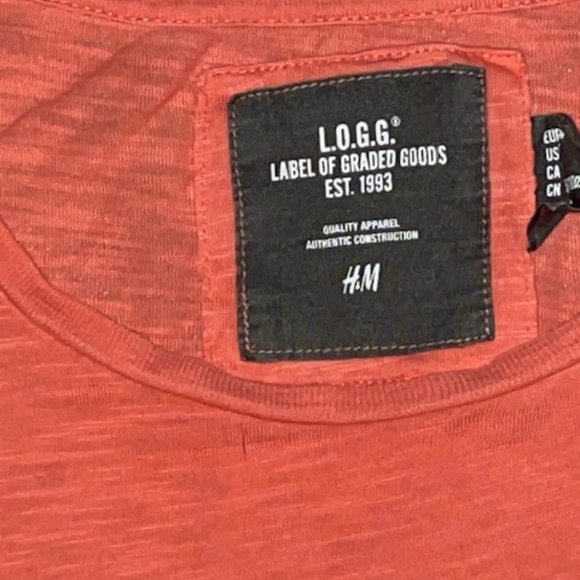 L.O.G.G.®
LABEL OF GRADED GOODS
EST. 1993
QUALITY APPAREL
AUTHENTIC CONSTRUCTION
H&M
EUR
US
CA
CN